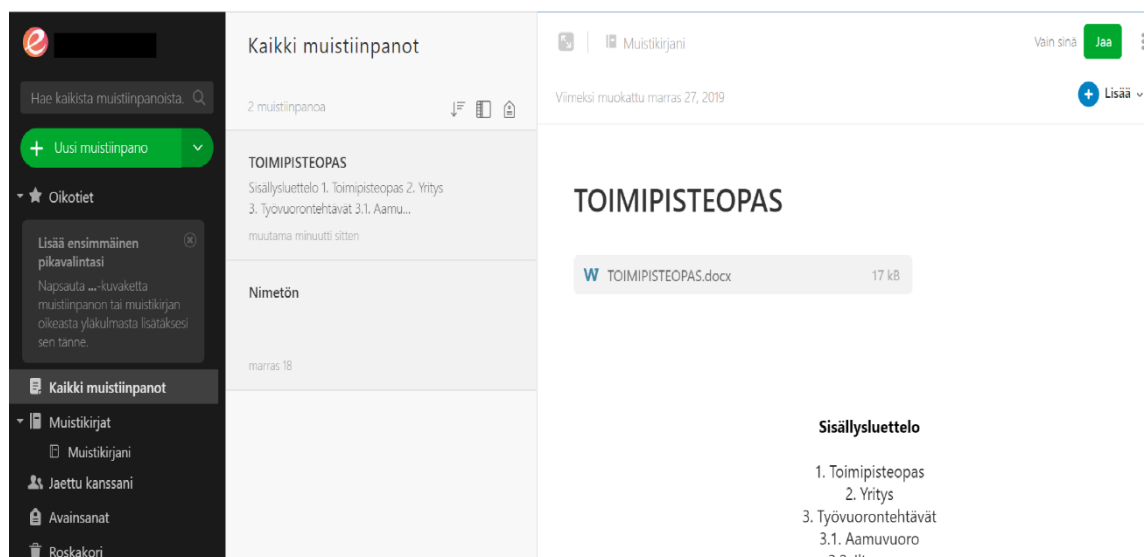 Hae kaikista muistiinpanoista.
Uusi muistiinpano
Oikotiet
Lisää ensimmäinen
pikavalintasi
Napsauta ...-kuvaketta
muistiinpanon tai muistikirjan
oikeasta yläkulmasta lisätäksesi
sen tänne.
Kaikki muistiinpanot
Muistikirjat
Muistikirjani
Jaettu kanssani
Avainsanat
Roskakori
Kaikki muistiinpanot
2 muistiinpanoa
TOIMIPISTEOPAS
Sisällysluettelo 1. Toimipisteopas 2. Yritys
3. Työvuorontehtävät 3.1. Aamu...
muutama minuutti sitten
Nimetön
marras 18
Muistikirjani
Vain sinä
Jaa
Viimeksi muokattu marras 27, 2019
Lisää
TOIMIPISTEOPAS
W TOIMIPISTEOPAS.docx 17 kB
Sisällysluettelo
1. Toimipisteopas
2. Yritys
3. Työvuorontehtävät
3.1. Aamuvuoro